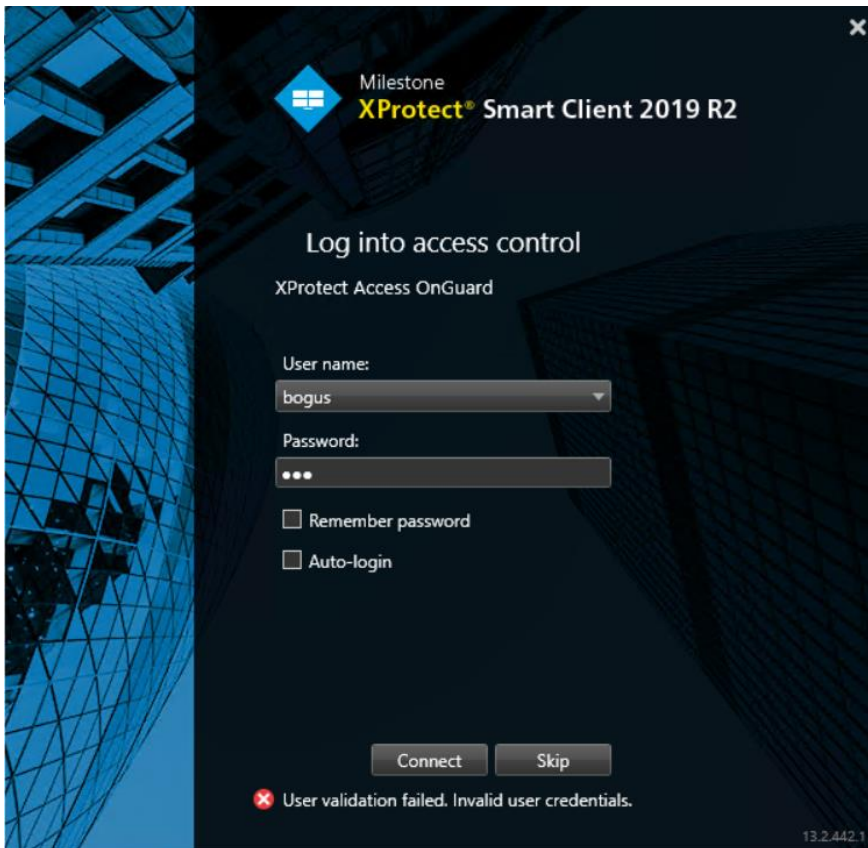 Milestone
XProtect® Smart Client 2019 R2
Log into access control
XProtect Access OnGuard
User name:
bogus
Password:
•••
Remember password
Auto-login
Connect Skip
User validation failed. Invalid user credentials.
13.2.442.1